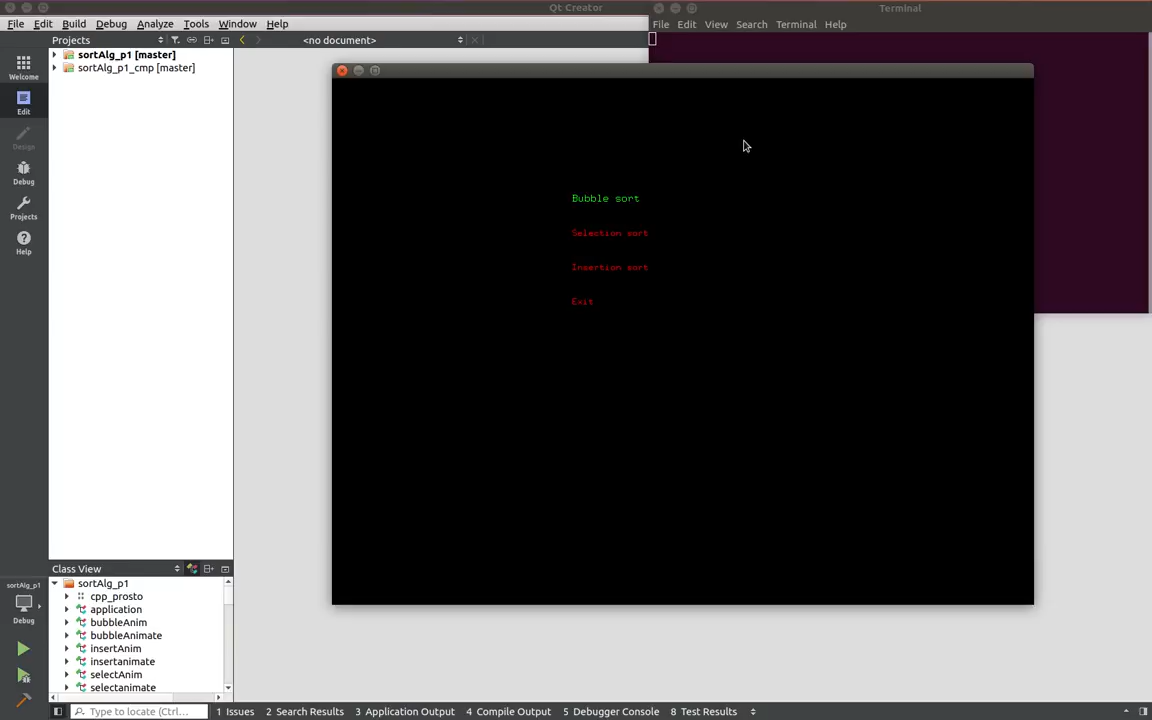 Qt Creator
Terminal
File Edit Build Debug Analyze Tools Window Help
File Edit View Search Terminal Help
Projects
<no document>
Welcome
Edit
Design
Debug
Projects
Help
sortAlg_p1 [master]
sortAlg_p1_cmp [master]
Bubble sort
Selection sort
Insertion sort
Exit
Class View
sortAlg_p1
cpp_prosto
application
bubbleAnim
bubbleAnimate
insertAnim
insertanimate
selectAnim
selectanimate
sortAlg_p1
Debug
Type to locate (Ctrl...
1 Issues
2 Search Results
3 Application Output
4 Compile Output
5 Debugger Console
8 Test Results